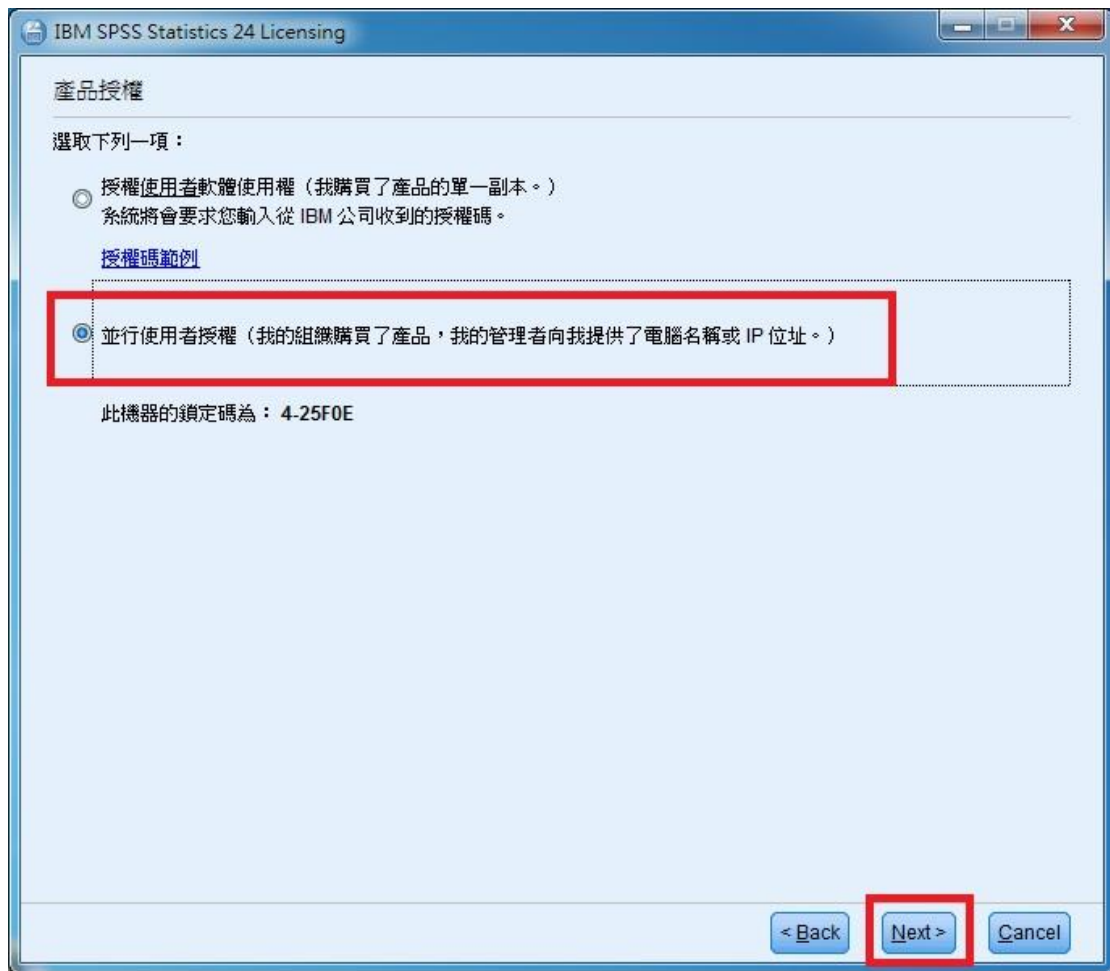 IBM SPSS Statistics 24 Licensing
產品授權
選取下列一項：
授權使用者軟體使用權（我購買了產品的單一副本。）
系統將會要求您輸入從 IBM 公司收到的授權碼。
授權碼範例
並行使用者授權（我的組織購買了產品，我的管理者向我提供了電腦名稱或 IP 位址。）
此機器的鎖定碼為： 4-25F0E
< Back
Next >
Cancel